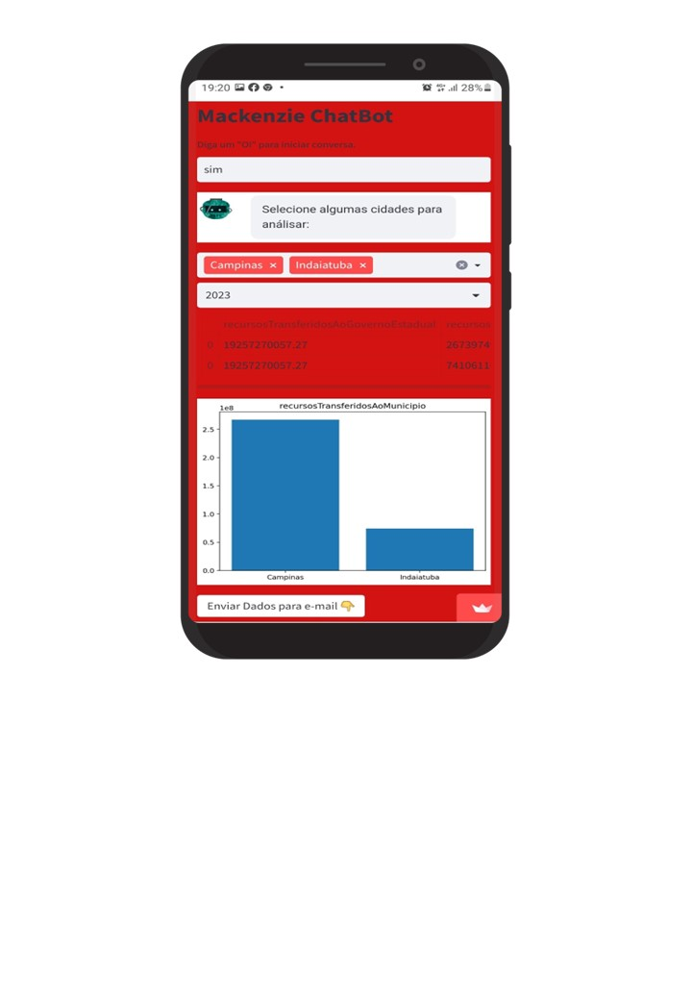 19:20 28%
Mackenzie ChatBot
Diga um "Oi" para iniciar conversa.
sim
Selecione algumas cidades para
análisar:
Campinas × Indaiatuba ×
2023
recursosTransferidosAoGovernoEstadual recursos
0 19257270057.27 2673974
0 19257270057.27 7410611
1e8 recursosTransferidosAoMunicipio
2.5
2.0
1.5
1.0
0.5
0.0
Campinas Indaiatuba
Enviar Dados para e-mail 👇